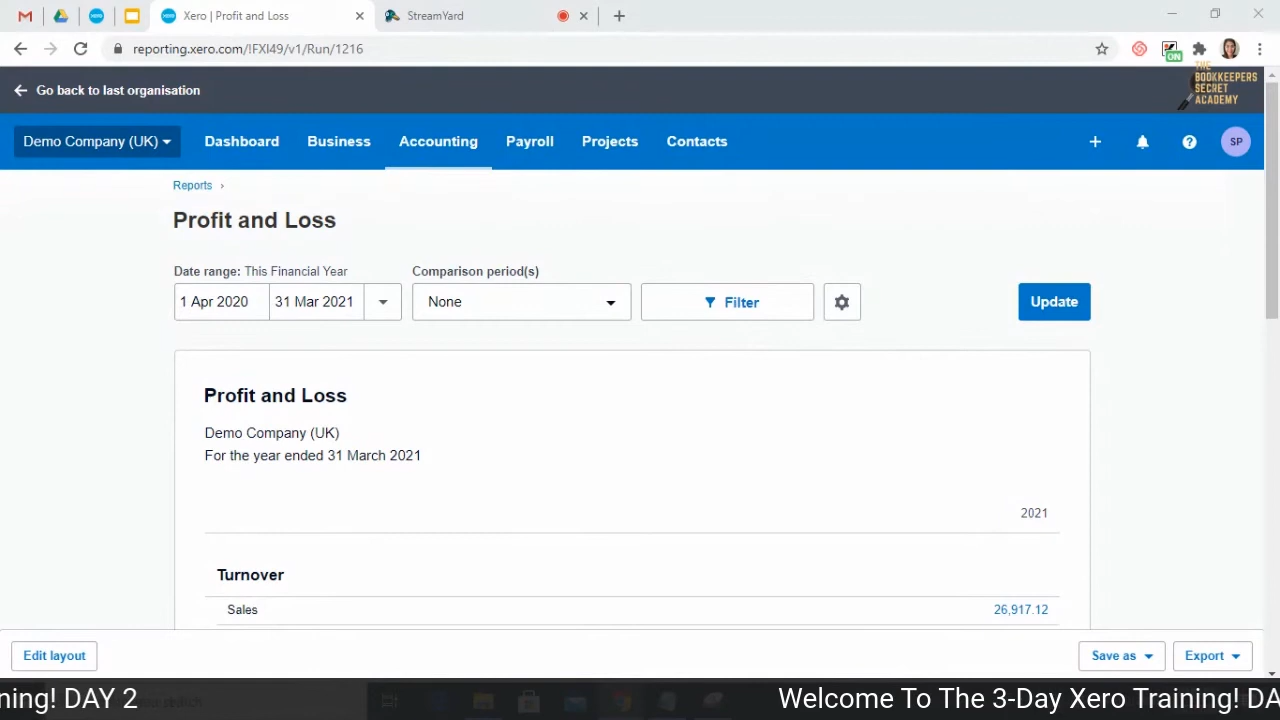 Xero | Profit and Loss
StreamYard
reporting.xero.com/!FXI49/v1/Run/1216
ON
Go back to last organisation
THE
BOOKKEEPERS
SECRET
ACADEMY
Demo Company (UK)
Dashboard
Business
Accounting
Payroll
Projects
Contacts
SP
Reports
Profit and Loss
Date range: This Financial Year
Comparison period(s)
1 Apr 2020
31 Mar 2021
None
Filter
Update
Profit and Loss
Demo Company (UK)
For the year ended 31 March 2021
2021
Turnover
Sales
26,917.12
Edit layout
Save as
Export
ning! DAY 2
Welcome To The 3-Day Xero Training! DA